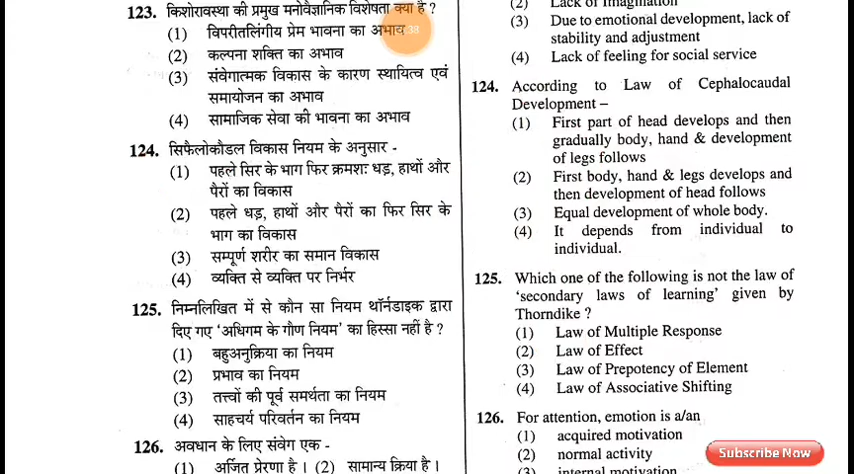 123. किशोरावस्था की प्रमुख मनोवैज्ञानिक विशेषता क्या है ?
(1) विपरीतलिंगीय प्रेम भावना का अभाव
(2) कल्पना शक्ति का अभाव
(3) संवेगात्मक विकास के कारण स्थायित्व एवं
समायोजन का अभाव
(4) सामाजिक सेवा की भावना का अभाव
124. सिफैलोकौडल विकास नियम के अनुसार -
(1) पहले सिर के भाग फिर क्रमशः धड़, हाथों और
पैरों का विकास
(2) पहले धड़, हाथों और पैरों का फिर सिर के
भाग का विकास
(3) सम्पूर्ण शरीर का समान विकास
(4) व्यक्ति से व्यक्ति पर निर्भर
125. निम्नलिखित में से कौन सा नियम थॉर्नडाइक द्वारा
दिए गए ‘अधिगम के गौण नियम’ का हिस्सा नहीं है ?
(1) बहुअनुक्रिया का नियम
(2) प्रभाव का नियम
(3) तत्त्वों की पूर्व समर्थता का नियम
(4) साहचर्य परिवर्तन का नियम
126. अवधान के लिए संवेग एक -
(1) अर्जित प्रेरणा है। (2) सामान्य क्रिया है।
(2) Lack of Imagination
(3) Due to emotional development, lack of
stability and adjustment
(4) Lack of feeling for social service
124. According to Law of Cephalocaudal
Development –
(1) First part of head develops and then
gradually body, hand & development
of legs follows
(2) First body, hand & legs develops and
then development of head follows
(3) Equal development of whole body.
(4) It depends from individual to
individual.
125. Which one of the following is not the law of
‘secondary laws of learning’ given by
Thorndike ?
(1) Law of Multiple Response
(2) Law of Effect
(3) Law of Prepotency of Element
(4) Law of Associative Shifting
126. For attention, emotion is a/an
(1) acquired motivation
(2) normal activity
(3) internal motivation
Subscribe Now